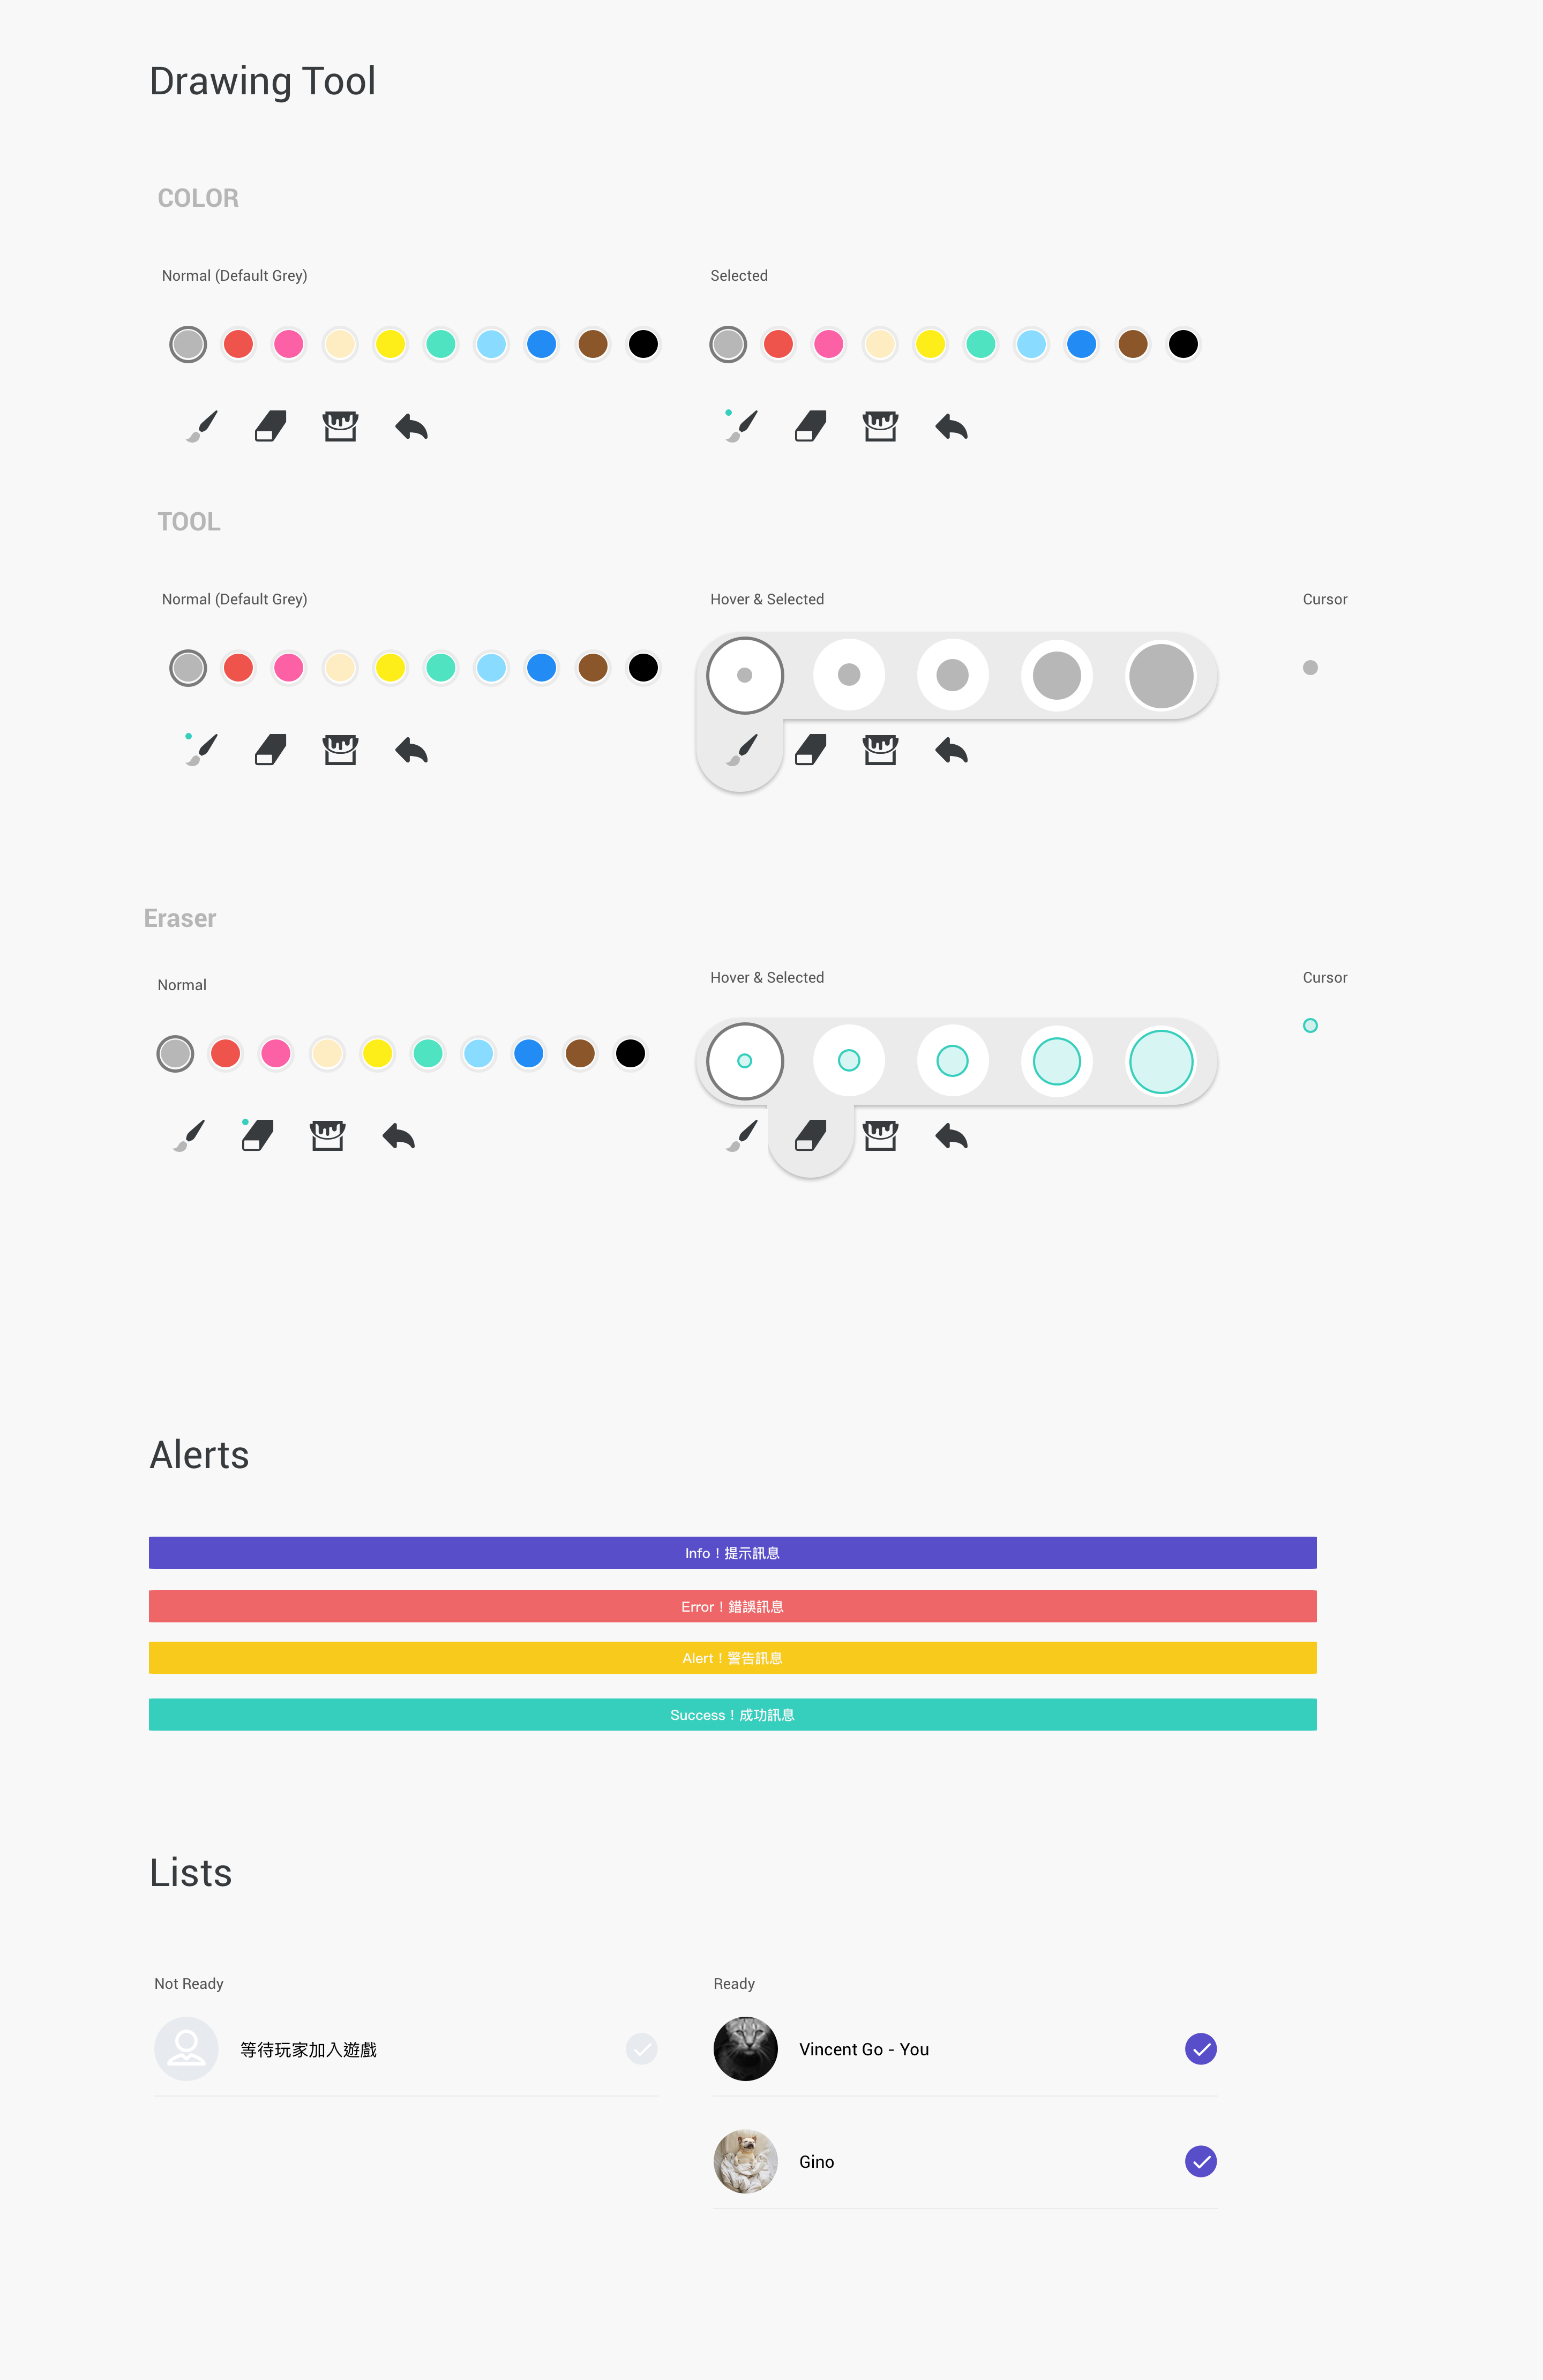 Drawing Tool
COLOR
Normal (Default Grey)
Selected
TOOL
Normal (Default Grey)
Hover & Selected
Cursor
Eraser
Normal
Hover & Selected
Cursor
Alerts
Info！提示訊息
Error！錯誤訊息
Alert！警告訊息
Success！成功訊息
Lists
Not Ready
Ready
等待玩家加入遊戲
Vincent Go - You
Gino